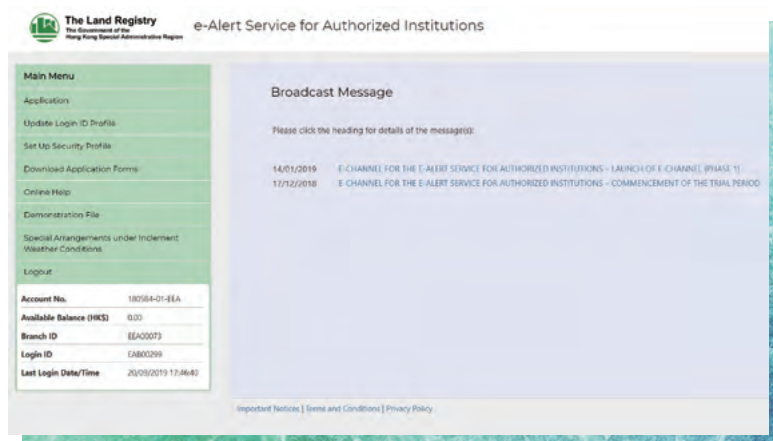 The Land Registry
The Government of the
Hong Kong Special Administrative Region
e-Alert Service for Authorized Institutions
Main Menu
Application
Update Login ID Profile
Set Up Security Profile
Download Application Forms
Online Help
Demonstration File
Special Arrangements under Inclement
Weather Conditions
Logout
Account No. 180584-01-EEA
Available Balance (HK$) 0.00
Branch ID EEA00073
Login ID EAB00299
Last Login Date/Time 20/09/2019 17:46:40
Broadcast Message
Please click the heading for details of the message(s):
14/01/2019 E-CHANNEL FOR THE E-ALERT SERVICE FOR AUTHORIZED INSTITUTIONS – LAUNCH OF E-CHANNEL (PHASE 1)
17/12/2018 E-CHANNEL FOR THE E-ALERT SERVICE FOR AUTHORIZED INSTITUTIONS – COMMENCEMENT OF THE TRIAL PERIOD
Important Notices | Terms and Conditions | Privacy Policy